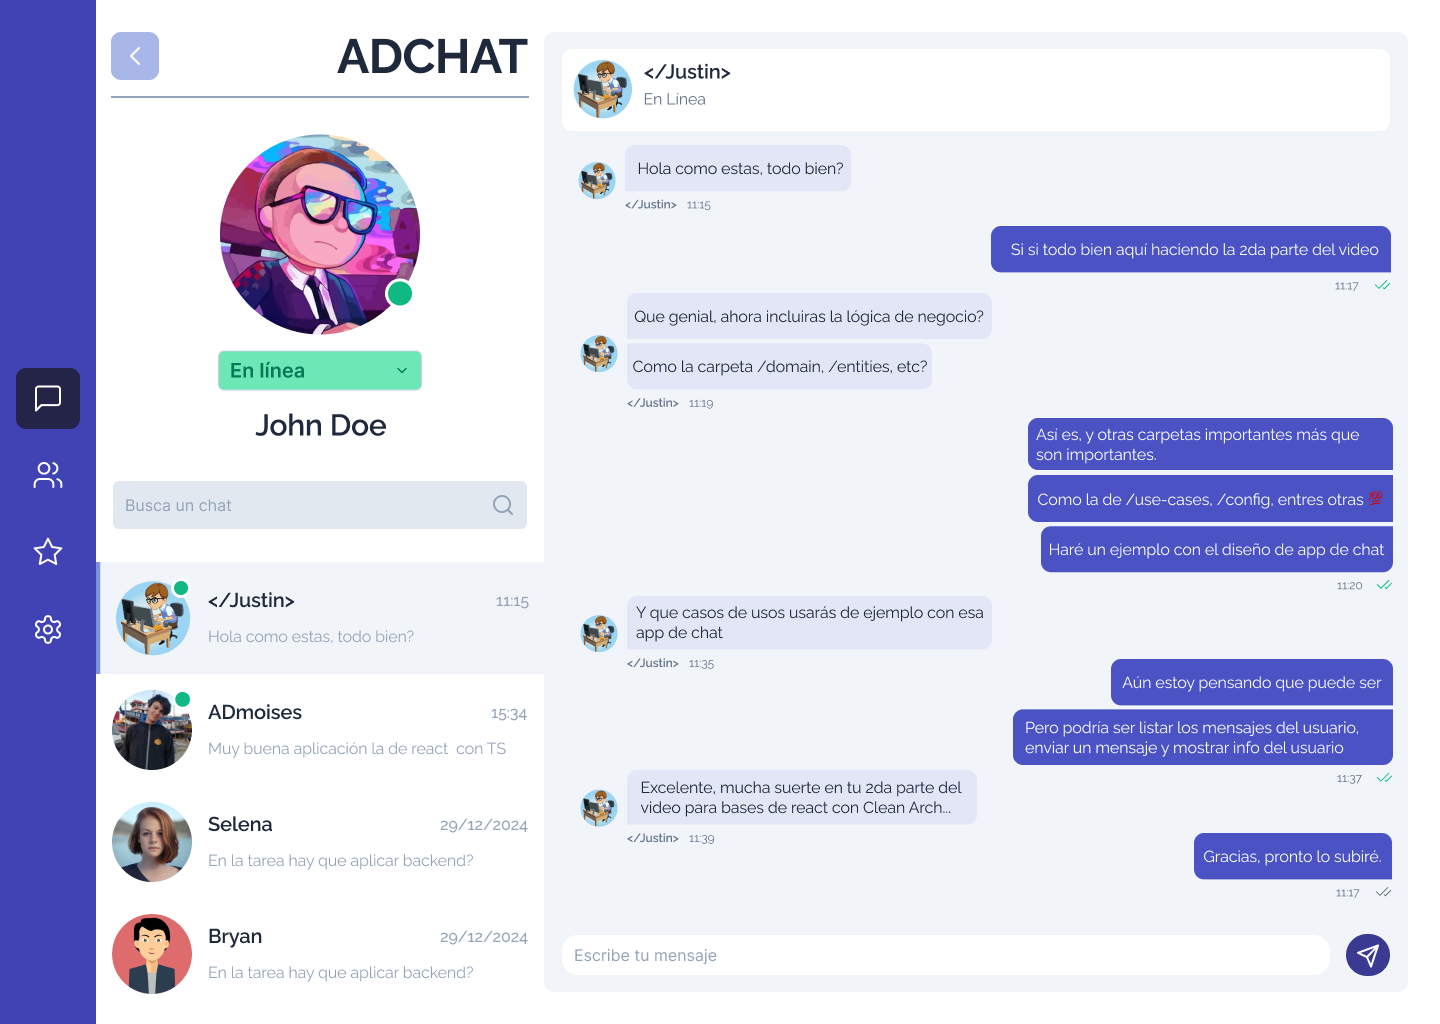 ADCHAT
En línea
John Doe
Busca un chat
</Justin>
11:15
Hola como estas, todo bien?
ADmoises
15:34
Muy buena aplicación la de react  con TS
Selena
29/12/2024
En la tarea hay que aplicar backend?
Bryan
29/12/2024
En la tarea hay que aplicar backend?
</Justin>
En Línea
Hola como estas, todo bien?
</Justin> 11:15
Si si todo bien aquí haciendo la 2da parte del video
11:17
Que genial, ahora incluiras la lógica de negocio?
Como la carpeta /domain, /entities, etc?
</Justin> 11:19
Así es, y otras carpetas importantes más que
son importantes.
Como la de /use-cases, /config, entres otras 💯
Haré un ejemplo con el diseño de app de chat
11:20
Y que casos de usos usarás de ejemplo con esa
app de chat
</Justin> 11:35
Aún estoy pensando que puede ser
Pero podría ser listar los mensajes del usuario,
enviar un mensaje y mostrar info del usuario
11:37
Excelente, mucha suerte en tu 2da parte del
video para bases de react con Clean Arch...
</Justin> 11:39
Gracias, pronto lo subiré.
11:17
Escribe tu mensaje